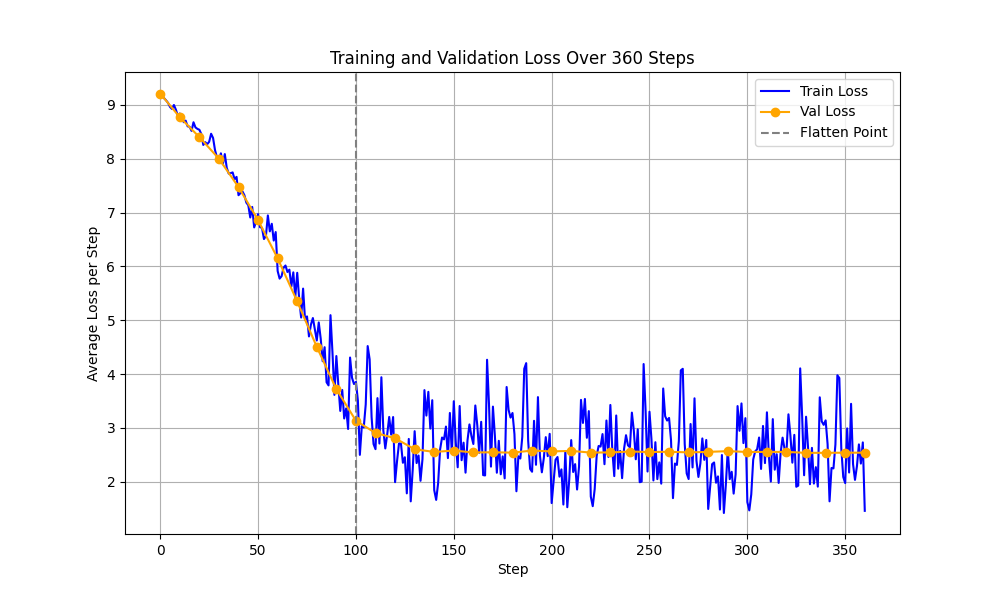 Training and Validation Loss Over 360 Steps
Train Loss
Val Loss
Flatten Point
Average Loss per Step
9
8
7
6
5
4
3
2
0 50 100 150 200 250 300 350
Step